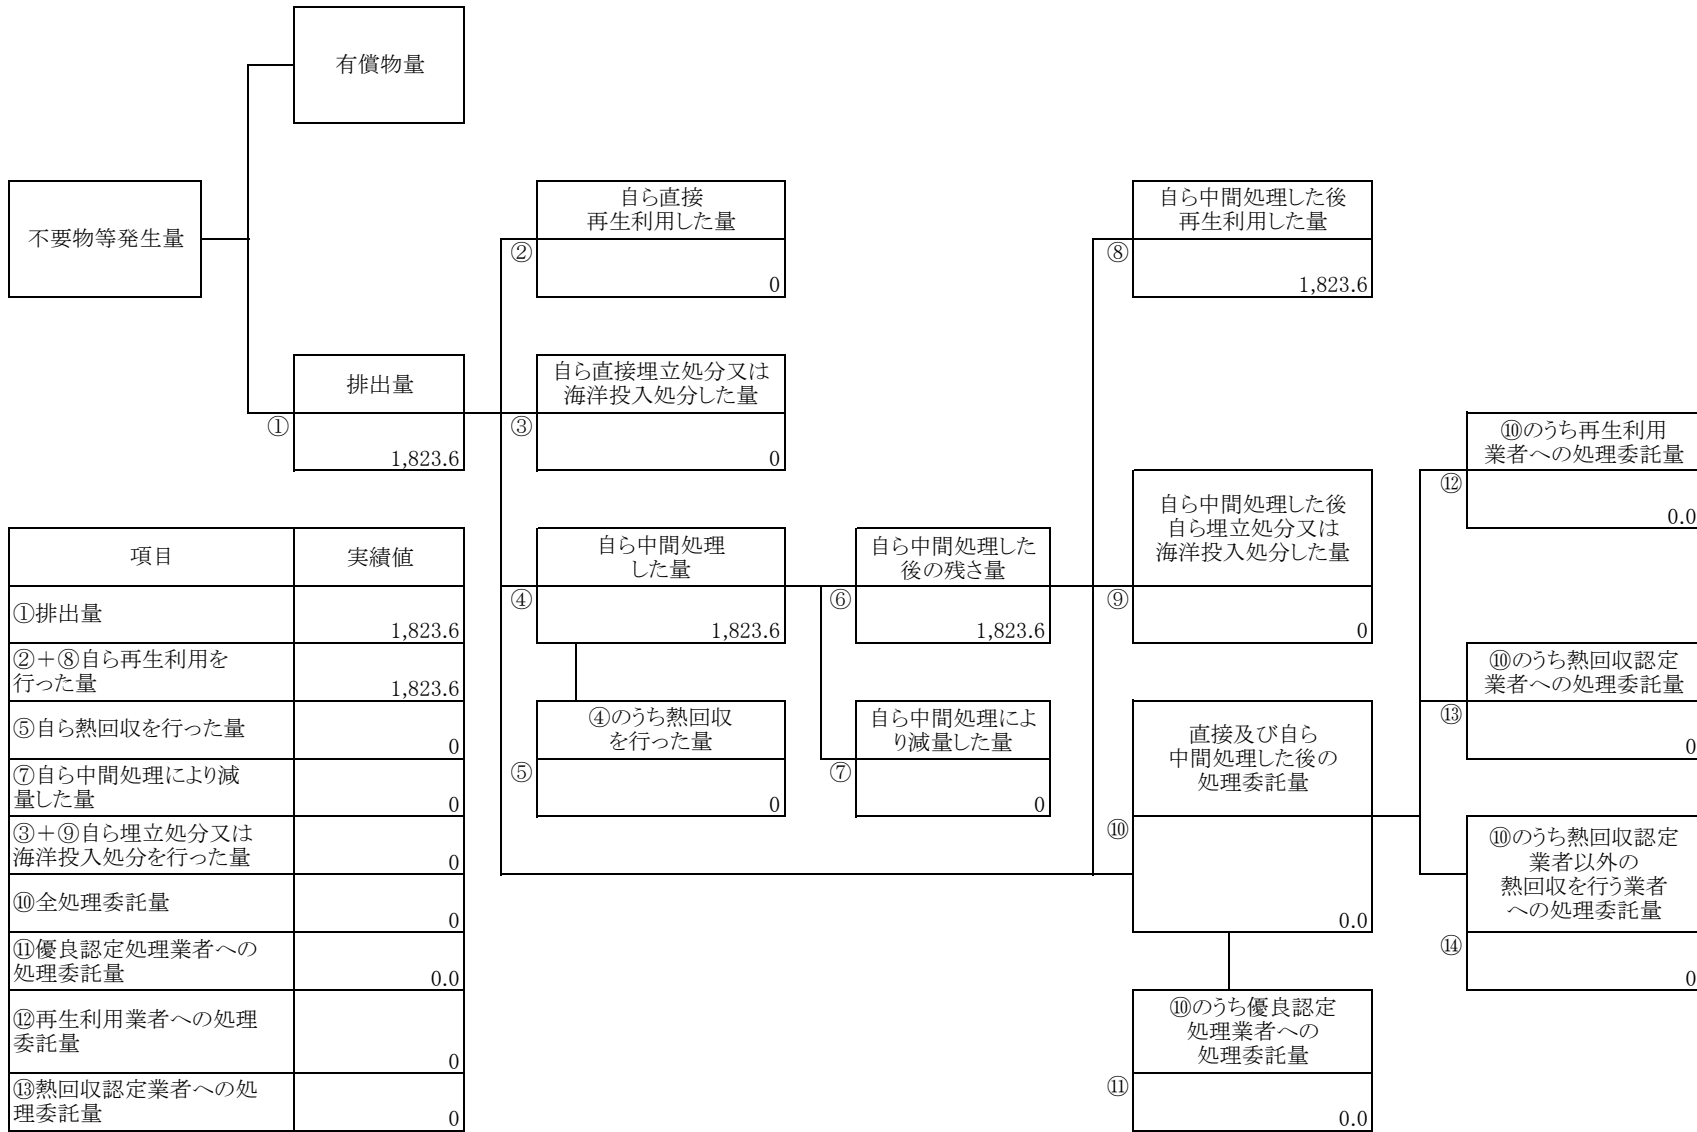 有償物量
不要物等発生量
自ら直接
再生利用した量
②
0
自ら中間処理した後
再生利用した量
⑧
1,823.6
排出量
①
1,823.6
自ら直接埋立処分又は
海洋投入処分した量
③
0
⑩のうち再生利用
業者への処理委託量
⑫
0.0
自ら中間処理
した量
④
1,823.6
自ら中間処理した
後の残さ量
⑥
1,823.6
自ら中間処理した後
自ら埋立処分又は
海洋投入処分した量
⑨
0
④のうち熱回収
を行った量
⑤
0
自ら中間処理によ
り減量した量
⑦
0
直接及び自ら
中間処理した後の
処理委託量
⑩
0.0
⑩のうち熱回収認定
業者への処理委託量
⑬
0
⑩のうち熱回収認定
業者以外の
熱回収を行う業者
への処理委託量
⑭
0
⑩のうち優良認定
処理業者への
処理委託量
⑪
0.0
項目 実績値
①排出量
1,823.6
②＋⑧自ら再生利用を
行った量 1,823.6
⑤自ら熱回収を行った量
0
⑦自ら中間処理により減
量した量 0
③＋⑨自ら埋立処分又は
海洋投入処分を行った量 0
⑩全処理委託量
0
⑪優良認定処理業者への
処理委託量 0.0
⑫再生利用業者への処理
委託量
0
⑬熱回収認定業者への処
理委託量 0